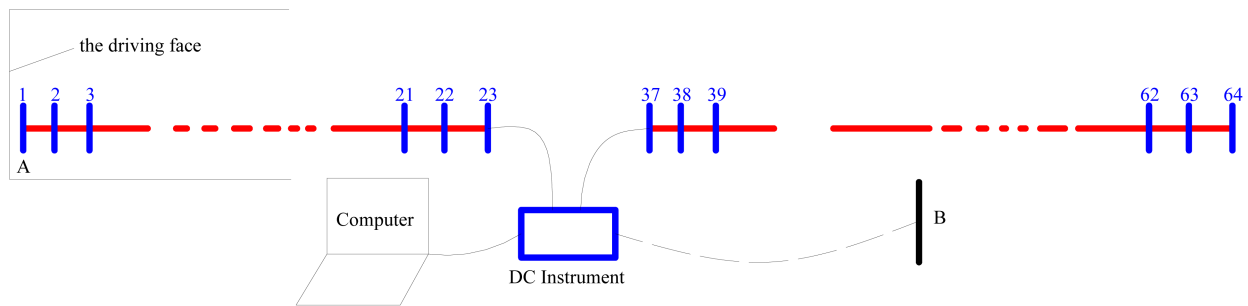 the driving face
1 2 3 21 22 23 37 38 39 62 63 64
A
Computer
B
DC Instrument